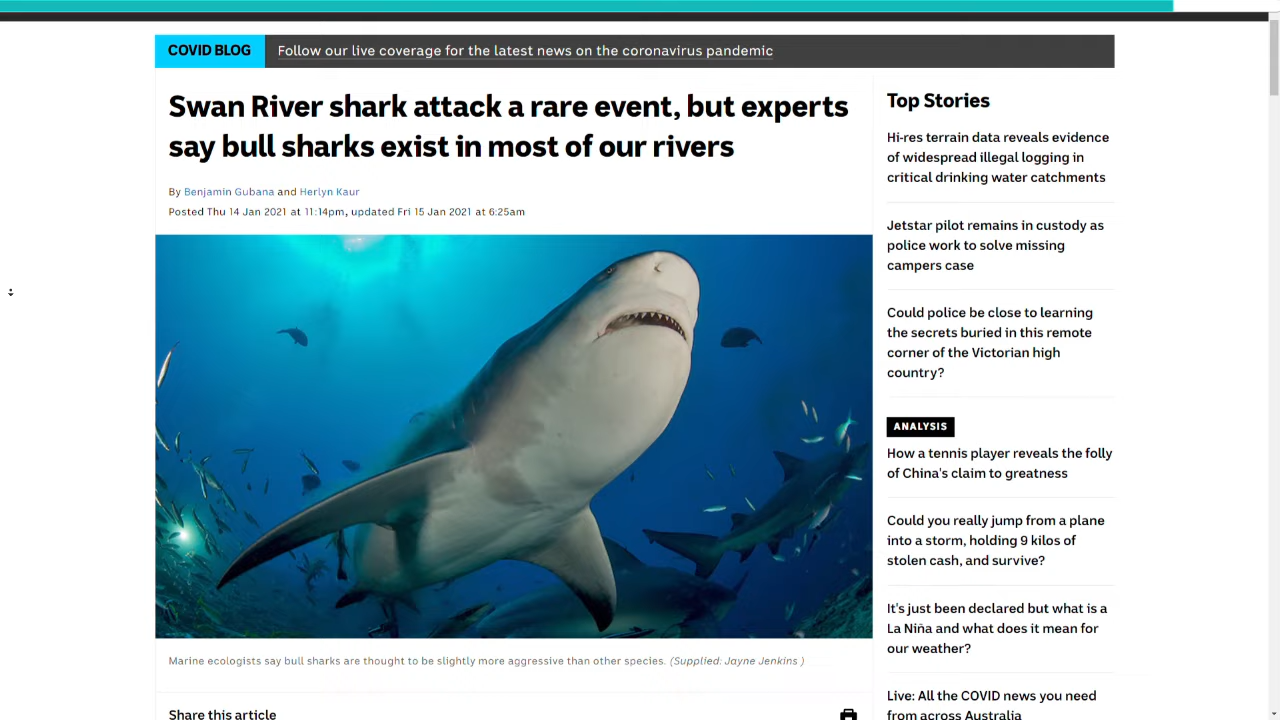 COVID BLOG Follow our live coverage for the latest news on the coronavirus pandemic
Swan River shark attack a rare event, but experts
say bull sharks exist in most of our rivers
By Benjamin Gubana and Herlyn Kaur
Posted Thu 14 Jan 2021 at 11:14pm, updated Fri 15 Jan 2021 at 6:25am
Marine ecologists say bull sharks are thought to be slightly more aggressive than other species. (Supplied: Jayne Jenkins )
Share this article
Top Stories
Hi-res terrain data reveals evidence
of widespread illegal logging in
critical drinking water catchments
Jetstar pilot remains in custody as
police work to solve missing
campers case
Could police be close to learning
the secrets buried in this remote
corner of the Victorian high
country?
ANALYSIS
How a tennis player reveals the folly
of China's claim to greatness
Could you really jump from a plane
into a storm, holding 9 kilos of
stolen cash, and survive?
It's just been declared but what is a
La Niña and what does it mean for
our weather?
Live: All the COVID news you need
from across Australia